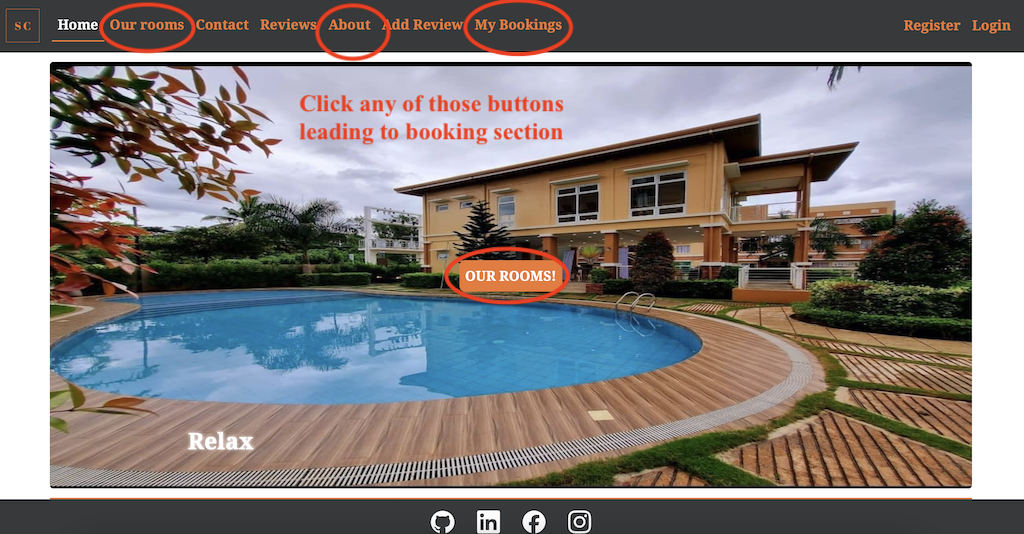 SC Home Our rooms Contact Reviews About Add Review My Bookings Register Login
Click any of those buttons
leading to booking section
OUR ROOMS!
Relax
in